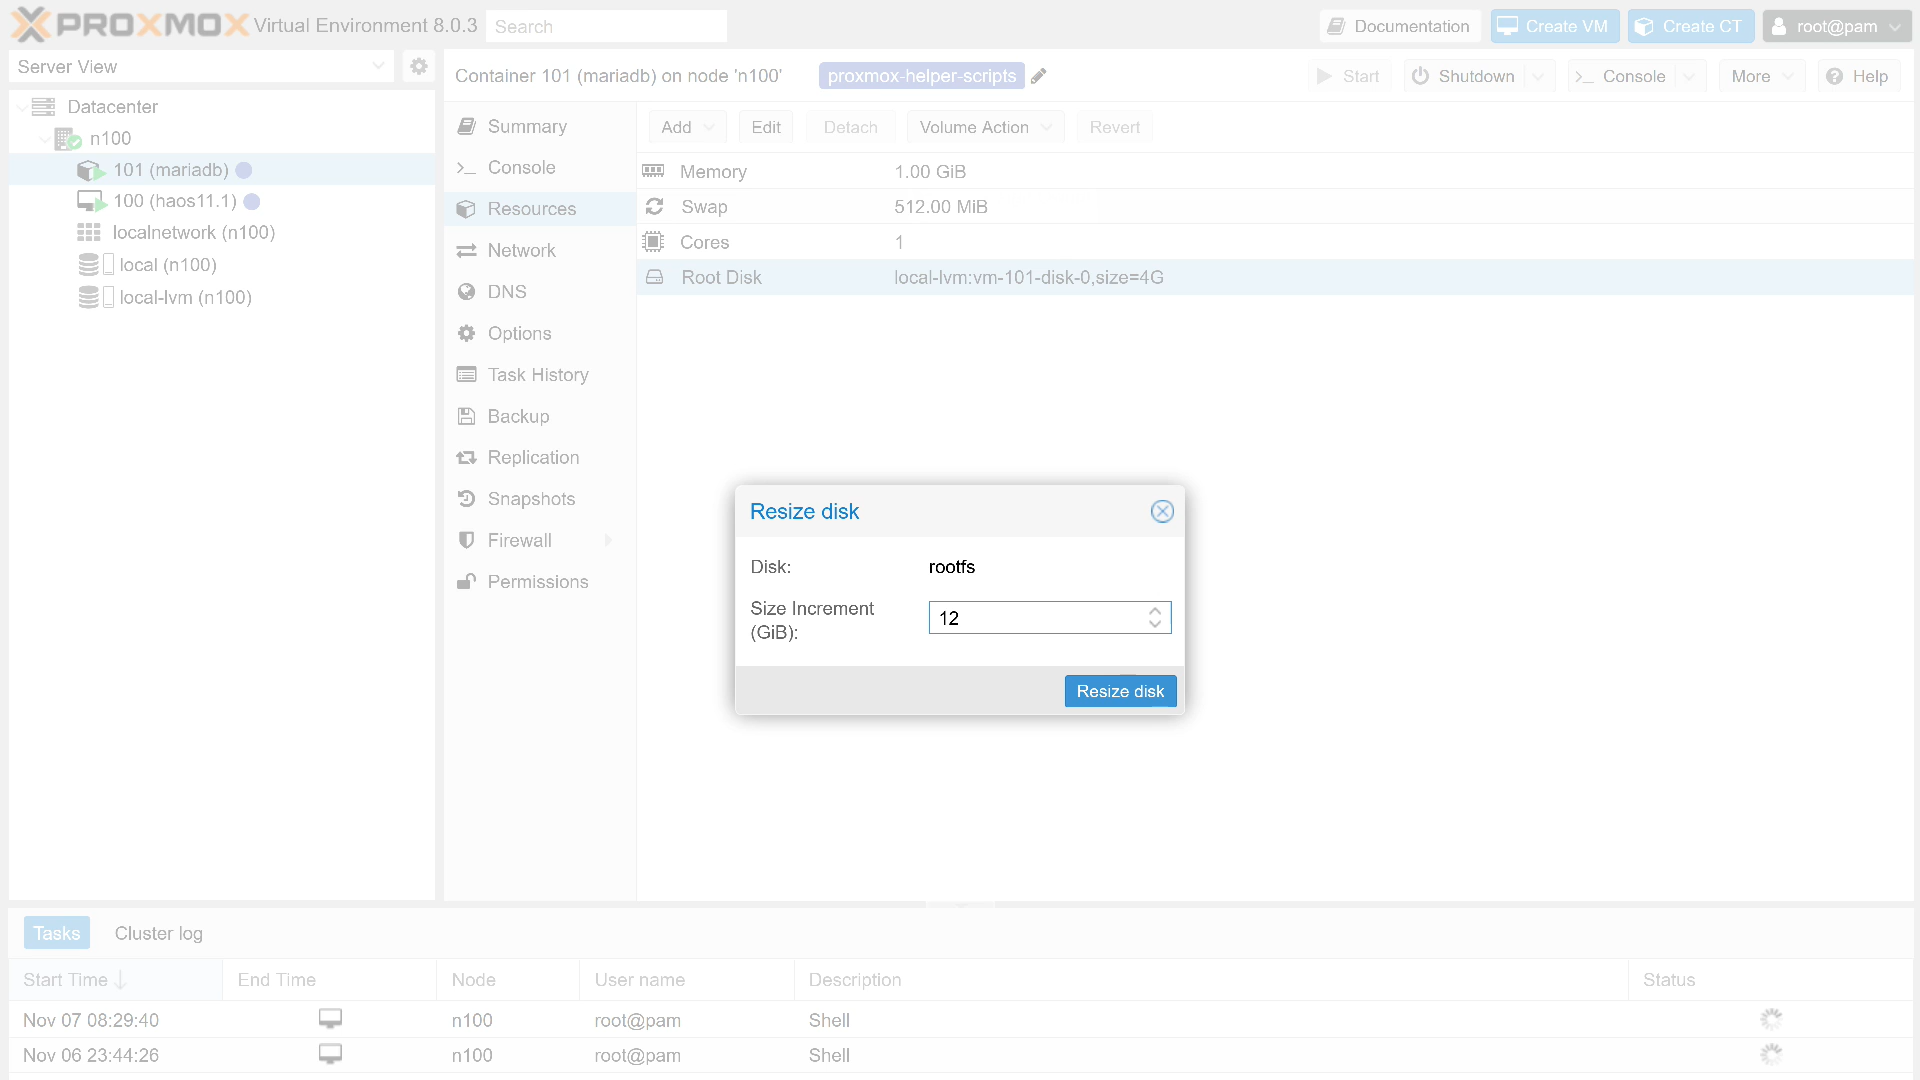 PROXMOX Virtual Environment 8.0.3 Search Documentation Create VM Create CT root@pam
Server View
Datacenter
n100
101 (mariadb)
100 (haos11.1)
localnetwork (n100)
local (n100)
local-lvm (n100)
Container 101 (mariadb) on node 'n100' proxmox-helper-scripts Start Shutdown Console More Help
Summary
Console
Resources
Network
DNS
Options
Task History
Backup
Replication
Snapshots
Firewall
Permissions
Add Edit Detach Volume Action Revert
Memory 1.00 GiB
Swap 512.00 MiB
Cores 1
Root Disk local-lvm:vm-101-disk-0,size=4G
Resize disk
Disk: rootfs
Size Increment
(GiB): 12
Resize disk
Tasks Cluster log
Start Time End Time Node User name Description Status
Nov 07 08:29:40 n100 root@pam Shell
Nov 06 23:44:26 n100 root@pam Shell